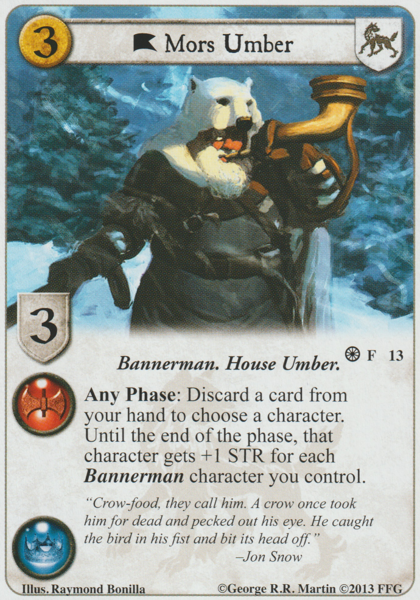 3
Mors Umber
3
Bannerman. House Umber.
F 13
Any Phase: Discard a card from
your hand to choose a character.
Until the end of the phase, that
character gets +1 STR for each
Bannerman character you control.
“Crow-food, they call him. A crow once took
him for dead and pecked out his eye. He caught
the bird in his fist and bit its head off.”
–Jon Snow
Illus. Raymond Bonilla
©George R.R. Martin ©2013 FFG